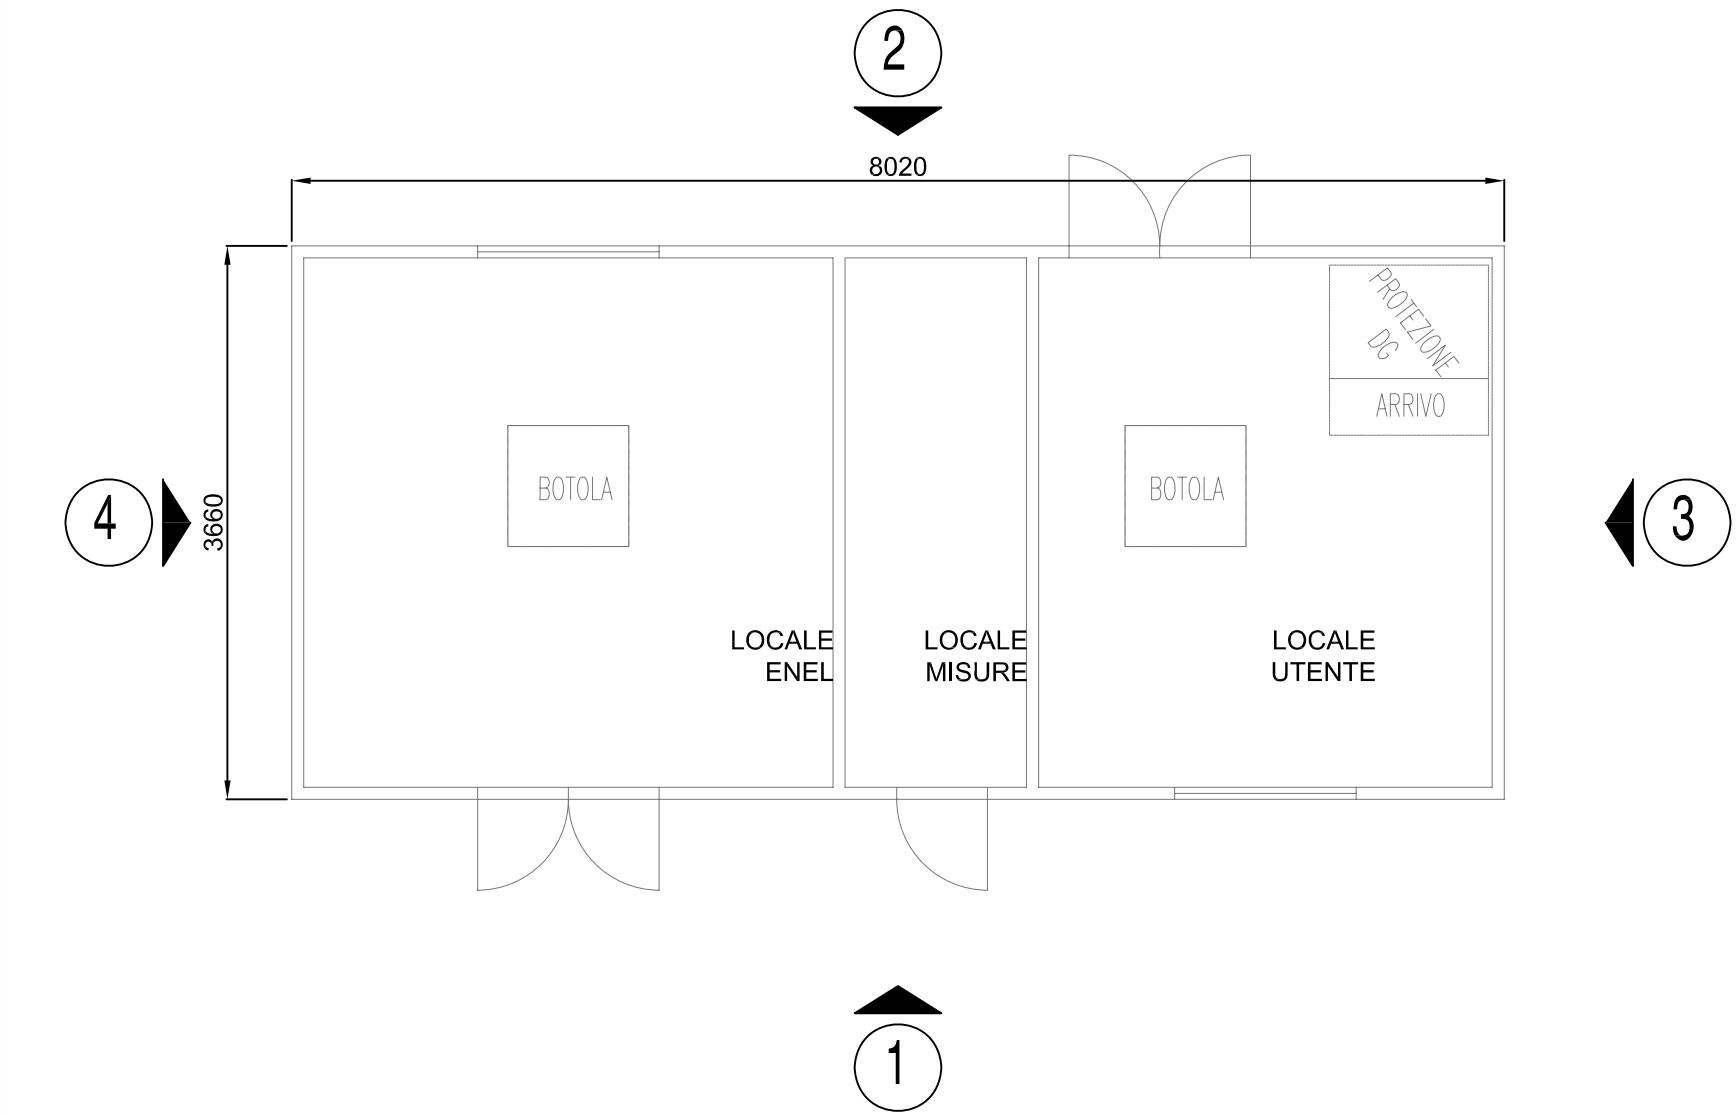 2
8020
PROTEZIONE
DG
ARRIVO
BOTOLA
BOTOLA
4
3660
3
LOCALE
ENEL
LOCALE
MISURE
LOCALE
UTENTE
1